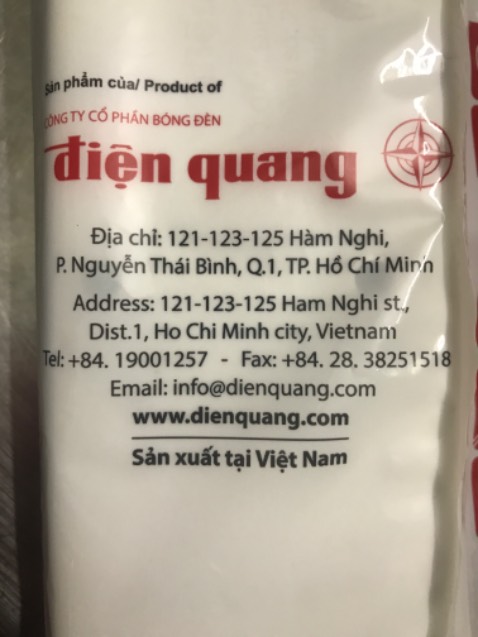 Sản phẩm của/ Product of
CÔNG TY CỔ PHẦN BÓNG ĐÈN
điện quang
Địa chỉ: 121-123-125 Hàm Nghi,
P. Nguyễn Thái Bình, Q.1, TP. Hồ Chí Minh
Address: 121-123-125 Ham Nghi st.,
Dist.1, Ho Chi Minh city, Vietnam
Tel: +84. 19001257 - Fax: +84. 28. 38251518
Email: info@dienquang.com
www.dienquang.com
Sản xuất tại Việt Nam